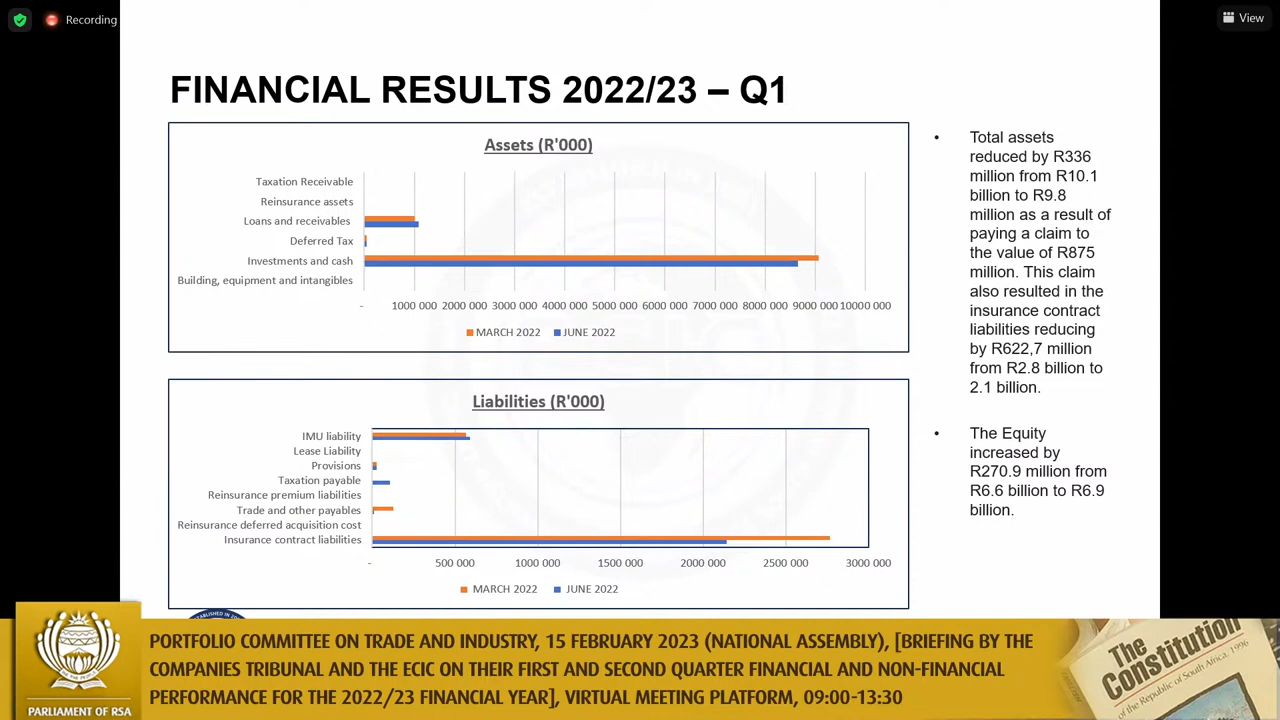 Recording
View
FINANCIAL RESULTS 2022/23 – Q1
Assets (R'000)
Taxation Receivable
Reinsurance assets
Loans and receivables
Deferred Tax
Investments and cash
Building, equipment and intangibles
- 1000 000 2000 000 3000 000 4000 000 5000 000 6000 000 7000 000 8000 000 9000 000 10000 000
MARCH 2022 JUNE 2022
Liabilities (R'000)
IMU liability
Lease Liability
Provisions
Taxation payable
Reinsurance premium liabilities
Trade and other payables
Reinsurance deferred acquisition cost
Insurance contract liabilities
- 500 000 1000 000 1500 000 2000 000 2500 000 3000 000
MARCH 2022 JUNE 2022
• Total assets
reduced by R336
million from R10.1
billion to R9.8
million as a result of
paying a claim to
the value of R875
million. This claim
also resulted in the
insurance contract
liabilities reducing
by R622,7 million
from R2.8 billion to
2.1 billion.
• The Equity
increased by
R270.9 million from
R6.6 billion to R6.9
billion.
PARLIAMENT OF RSA
PORTFOLIO COMMITTEE ON TRADE AND INDUSTRY, 15 FEBRUARY 2023 (NATIONAL ASSEMBLY), [BRIEFING BY THE
COMPANIES TRIBUNAL AND THE ECIC ON THEIR FIRST AND SECOND QUARTER FINANCIAL AND NON-FINANCIAL
PERFORMANCE FOR THE 2022/23 FINANCIAL YEAR], VIRTUAL MEETING PLATFORM, 09:00-13:30
The
Constitution
of the Republic of South Africa, 1996